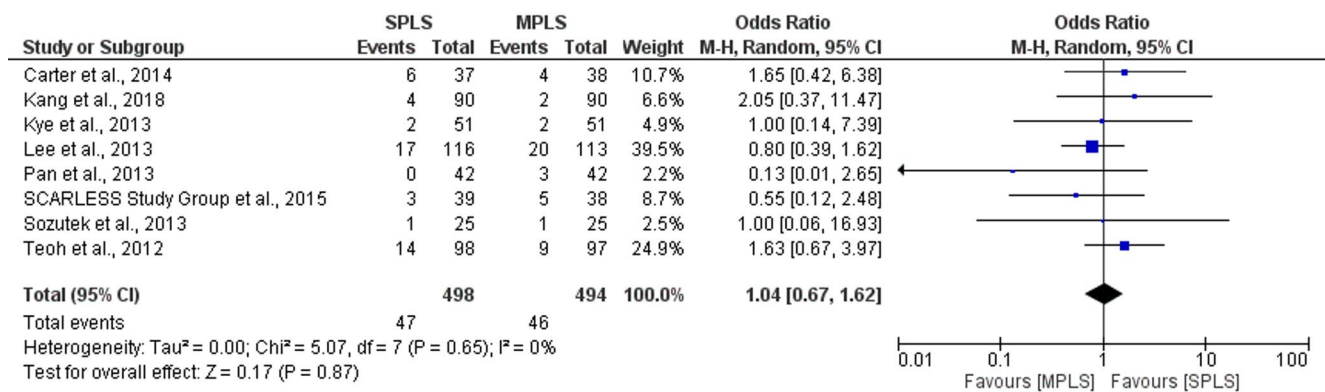 SPLS MPLS Odds Ratio Odds Ratio
Study or Subgroup Events Total Events Total Weight M-H, Random, 95% CI M-H, Random, 95% CI
Carter et al., 2014 6 37 4 38 10.7% 1.65 [0.42, 6.38]
Kang et al., 2018 4 90 2 90 6.6% 2.05 [0.37, 11.47]
Kye et al., 2013 2 51 2 51 4.9% 1.00 [0.14, 7.39]
Lee et al., 2013 17 116 20 113 39.5% 0.80 [0.39, 1.62]
Pan et al., 2013 0 42 3 42 2.2% 0.13 [0.01, 2.65]
SCARLESS Study Group et al., 2015 3 39 5 38 8.7% 0.55 [0.12, 2.48]
Sozutek et al., 2013 1 25 1 25 2.5% 1.00 [0.06, 16.93]
Teoh et al., 2012 14 98 9 97 24.9% 1.63 [0.67, 3.97]
Total (95% CI) 498 494 100.0% 1.04 [0.67, 1.62]
Total events 47 46
Heterogeneity: Tau² = 0.00; Chi² = 5.07, df = 7 (P = 0.65); I² = 0%
Test for overall effect: Z = 0.17 (P = 0.87)
0.01 0.1 1 10 100
Favours [MPLS] Favours [SPLS]